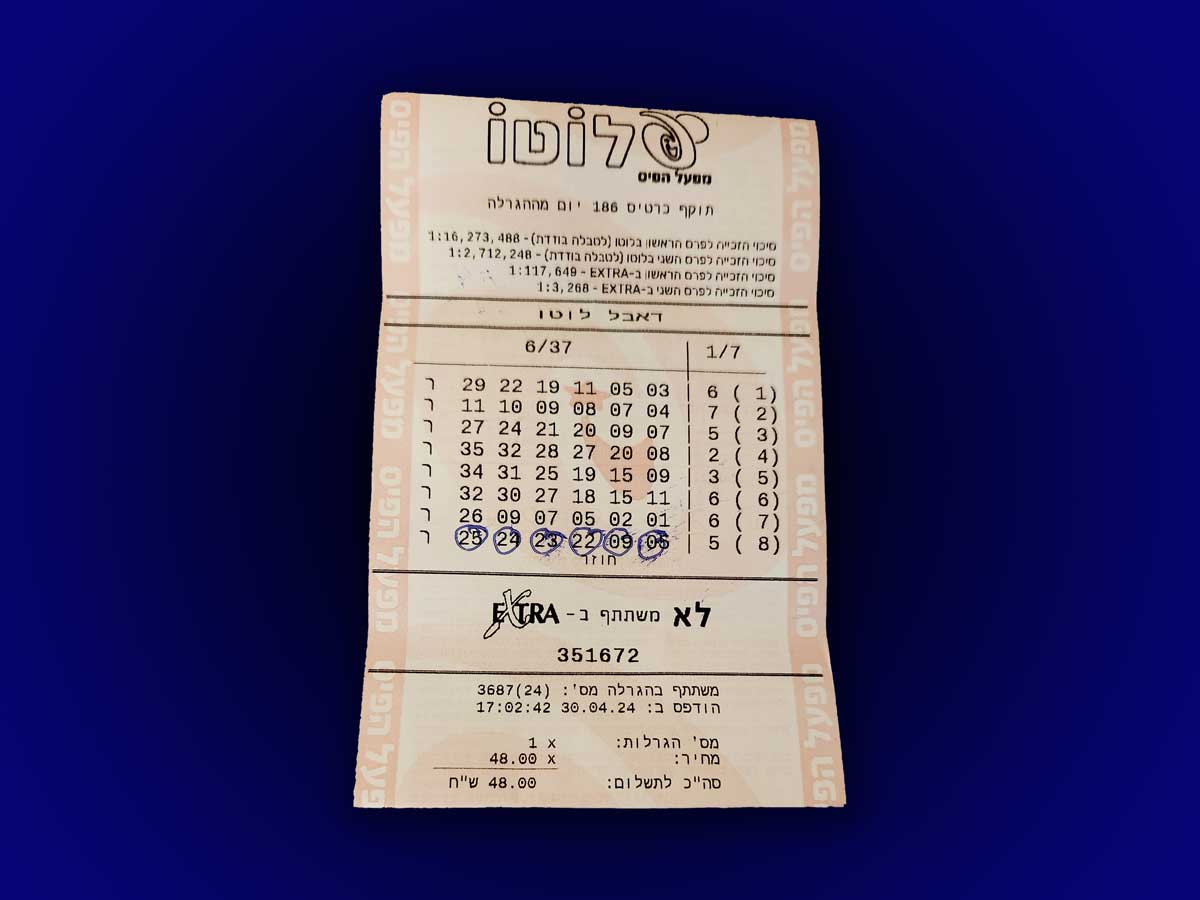 לוטו
מפעל הפיס
תוקף כרטיס 186 יום מההגרלה
סיכוי הזכייה לפרס הראשון בלוטו (לטבלה בודדת) - 1:16,273,488
סיכוי הזכייה לפרס השני בלוטו (לטבלה בודדת) - 1:2,712,248
סיכוי הזכייה לפרס הראשון ב-EXTRA - 1:117,649
סיכוי הזכייה לפרס השני ב-EXTRA - 1:3,268
דאבל לוטו
6/37 | 1/7
ר 29 22 19 11 05 03 | 6 ( 1)
ר 11 10 09 08 07 04 | 7 ( 2)
ר 27 24 21 20 09 07 | 5 ( 3)
ר 35 32 28 27 20 08 | 2 ( 4)
ר 34 31 25 19 15 09 | 3 ( 5)
ר 32 30 27 18 15 11 | 6 ( 6)
ר 26 09 07 05 02 01 | 6 ( 7)
ר 25 24 23 22 09 05 | 5 ( 8)
חוזר
לא משתתף ב- EXTRA
351672
משתתף בהגרלה מס': 3687(24)
הודפס ב: 30.04.24 17:02:42
מס' הגרלות: x 1
מחיר: x 48.00
סה"כ לתשלום: 48.00 ש"ח
מפעל הפיס